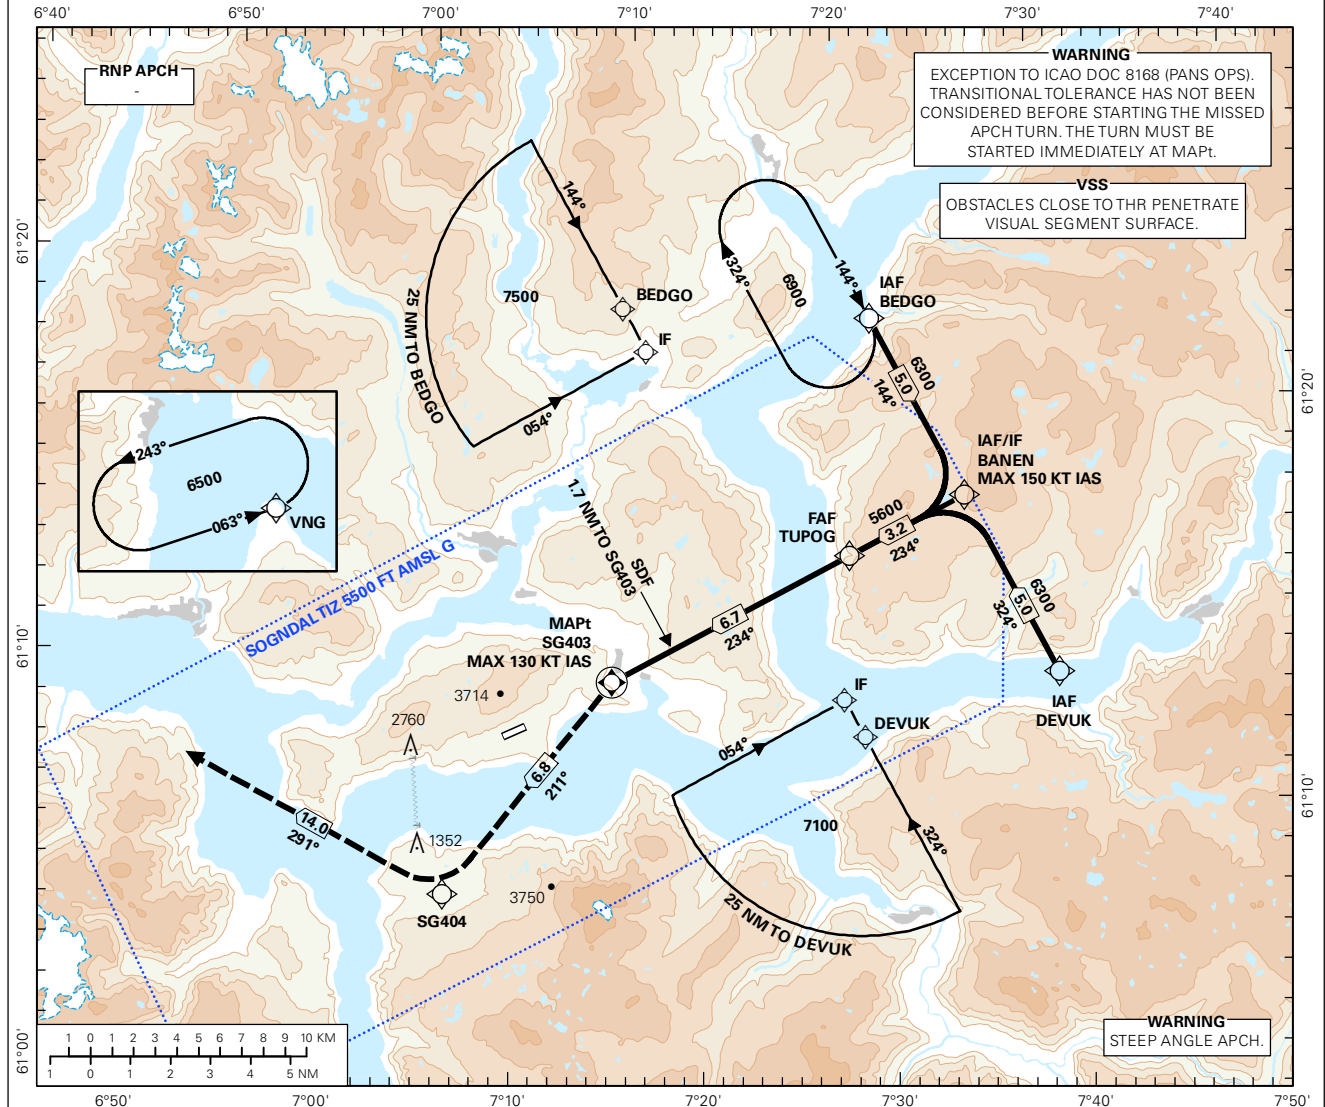 6°40'
6°50'
7°00'
7°10'
7°20'
7°30'
7°40'
RNP APCH
-
WARNING
EXCEPTION TO ICAO DOC 8168 (PANS OPS).
TRANSITIONAL TOLERANCE HAS NOT BEEN
CONSIDERED BEFORE STARTING THE MISSED
APCH TURN. THE TURN MUST BE
STARTED IMMEDIATELY AT MAPt.
VSS
OBSTACLES CLOSE TO THR PENETRATE
VISUAL SEGMENT SURFACE.
61°20'
144°
7500
BEDGO
IF
25 NM TO BEDGO
054°
324°
6900
144°
IAF
BEDGO
6300
5.0
144°
61°20'
IAF/IF
BANEN
MAX 150 KT IAS
243°
6500
063°
VNG
SOGNDAL TIZ 5500 FT AMSL G
1.7 NM TO SG403
SDF
FAF
TUPOG
5600
3.2
234°
6.7
234°
6300
5.0
324°
IAF
DEVUK
61°10'
MAPt
SG403
MAX 130 KT IAS
3714
2760
1352
3750
6.8
211°
14.0
291°
SG404
IF
DEVUK
054°
7100
324°
25 NM TO DEVUK
61°10'
61°00'
1 0 1 2 3 4 5 6 7 8 9 10 KM
1 0 1 2 3 4 5 NM
WARNING
STEEP ANGLE APCH.
6°50'
7°00'
7°10'
7°20'
7°30'
7°40'
7°50'